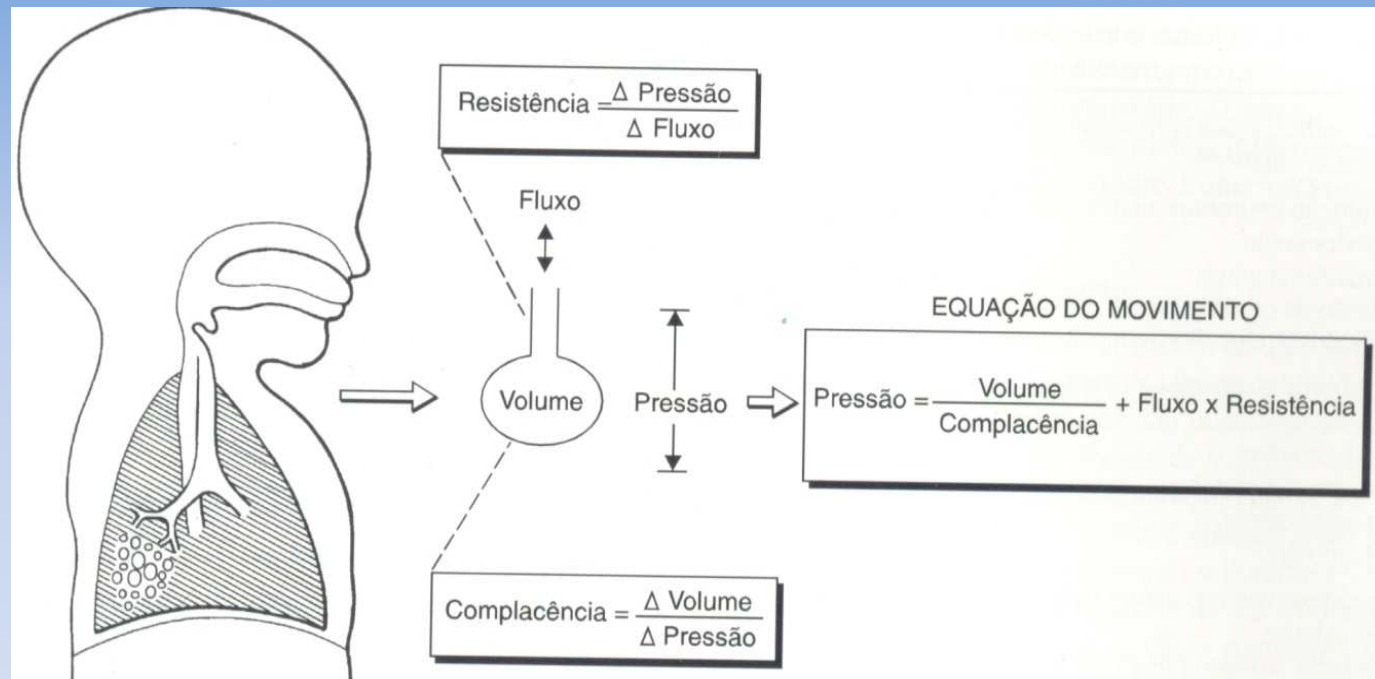 Resistência = Δ Pressão
Δ Fluxo
Fluxo
Volume
Pressão
Complacência = Δ Volume
Δ Pressão
EQUAÇÃO DO MOVIMENTO
Pressão = Volume + Fluxo x Resistência
Complacência